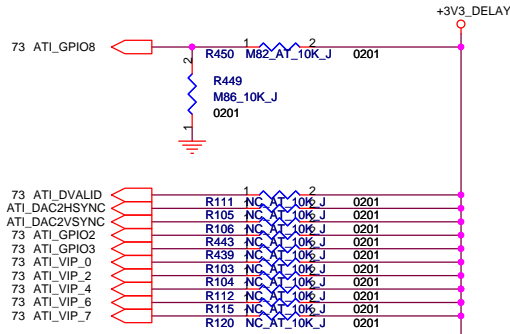 +3V3_DELAY
73 ATI_GPIO8
1 2
R450 M82_AT_10K_J 0201
2
R449
M86_10K_J
0201
1
73 ATI_DVALID 1 2
R111 NC_AT_10K_J 0201
ATI_DAC2HSYNC
R105 NC_AT_10K_J 0201
ATI_DAC2VSYNC
R106 NC_AT_10K_J 0201
73 ATI_GPIO2
R443 NC_AT_10K_J 0201
73 ATI_GPIO3
R439 NC_AT_10K_J 0201
73 ATI_VIP_0
R103 NC_AT_10K_J 0201
73 ATI_VIP_2
R104 NC_AT_10K_J 0201
73 ATI_VIP_4
R112 NC_AT_10K_J 0201
73 ATI_VIP_6
R115 NC_AT_10K_J 0201
73 ATI_VIP_7
R120 NC_AT_10K_J 0201